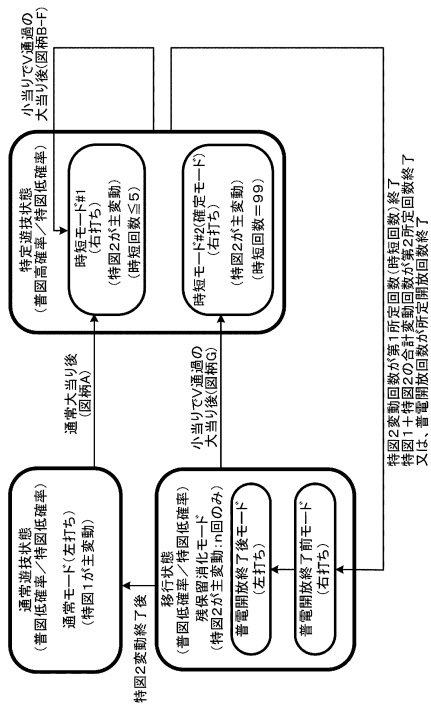 通常遊技状態
(普図低確率/特図低確率)
通常モード(左打ち)
(特図1が主変動)
通常大当り後
(図柄A)
特定遊技状態
(普図高確率/特図低確率)
時短モード#1
(右打ち)
(特図2が主変動)
(時短回数≦5)
時短モード#2(確定モード)
(右打ち)
(特図2が主変動)
(時短回数=99)
小当りでV通過の
大当り後(図柄B-F)
特図2変動終了後
移行状態
(普図低確率/特図低確率)
残保留消化モード
(特図2が主変動:n回のみ)
普電開放終了後モード
(左打ち)
普電開放終了前モード
(右打ち)
小当りでV通過の
大当り後(図柄G)
特図2変動回数が第1所定回数(時短回数)終了
特図1+特図2の合計変動回数が第2所定回数終了
又は、普電開放回数が所定開放回数終了